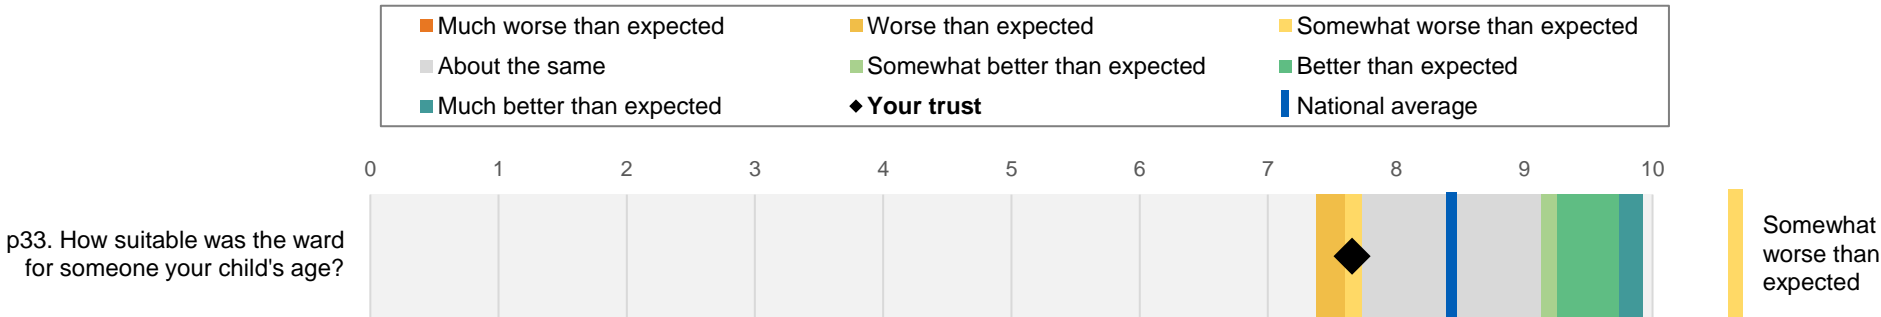 Much worse than expected
Worse than expected
Somewhat worse than expected
About the same
Somewhat better than expected
Better than expected
Much better than expected
Your trust
National average
0 1 2 3 4 5 6 7 8 9 10
p33. How suitable was the ward
for someone your child's age?
Somewhat
worse than
expected